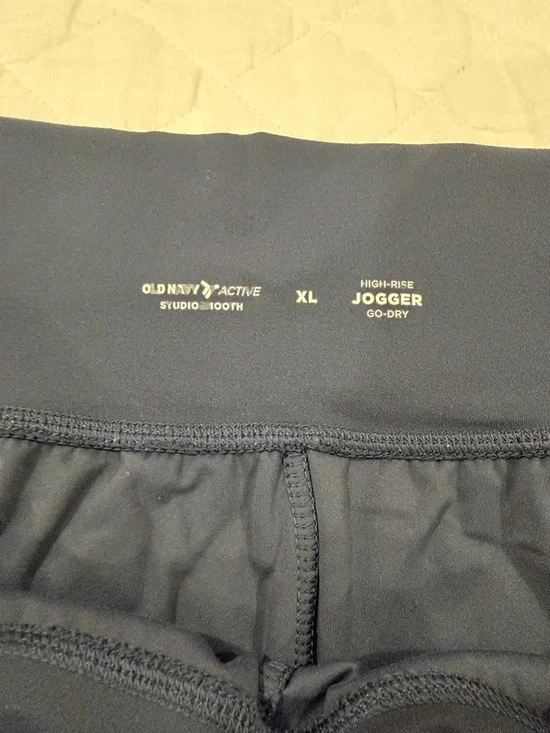 OLD NAVY ACTIVE
STUDIOSMOOTH
XL
HIGH-RISE
JOGGER
GO-DRY